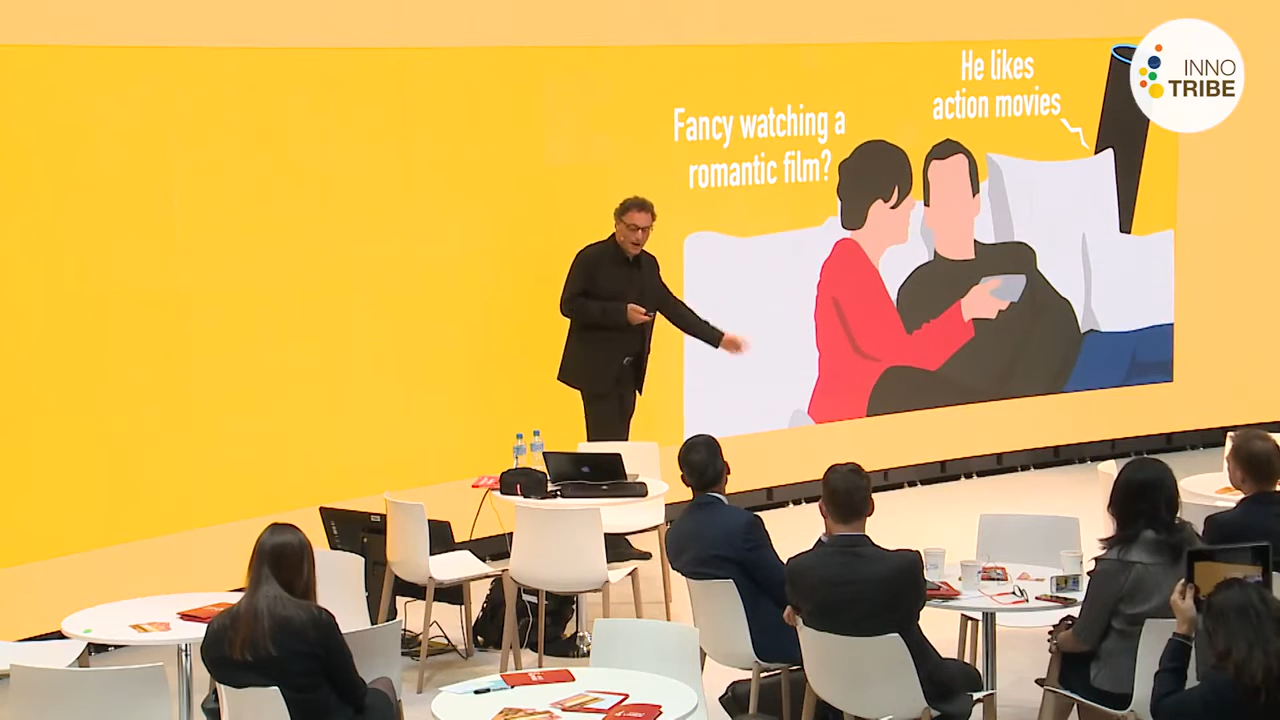 He likes
action movies
Fancy watching a
romantic film?
INNO
TRIBE